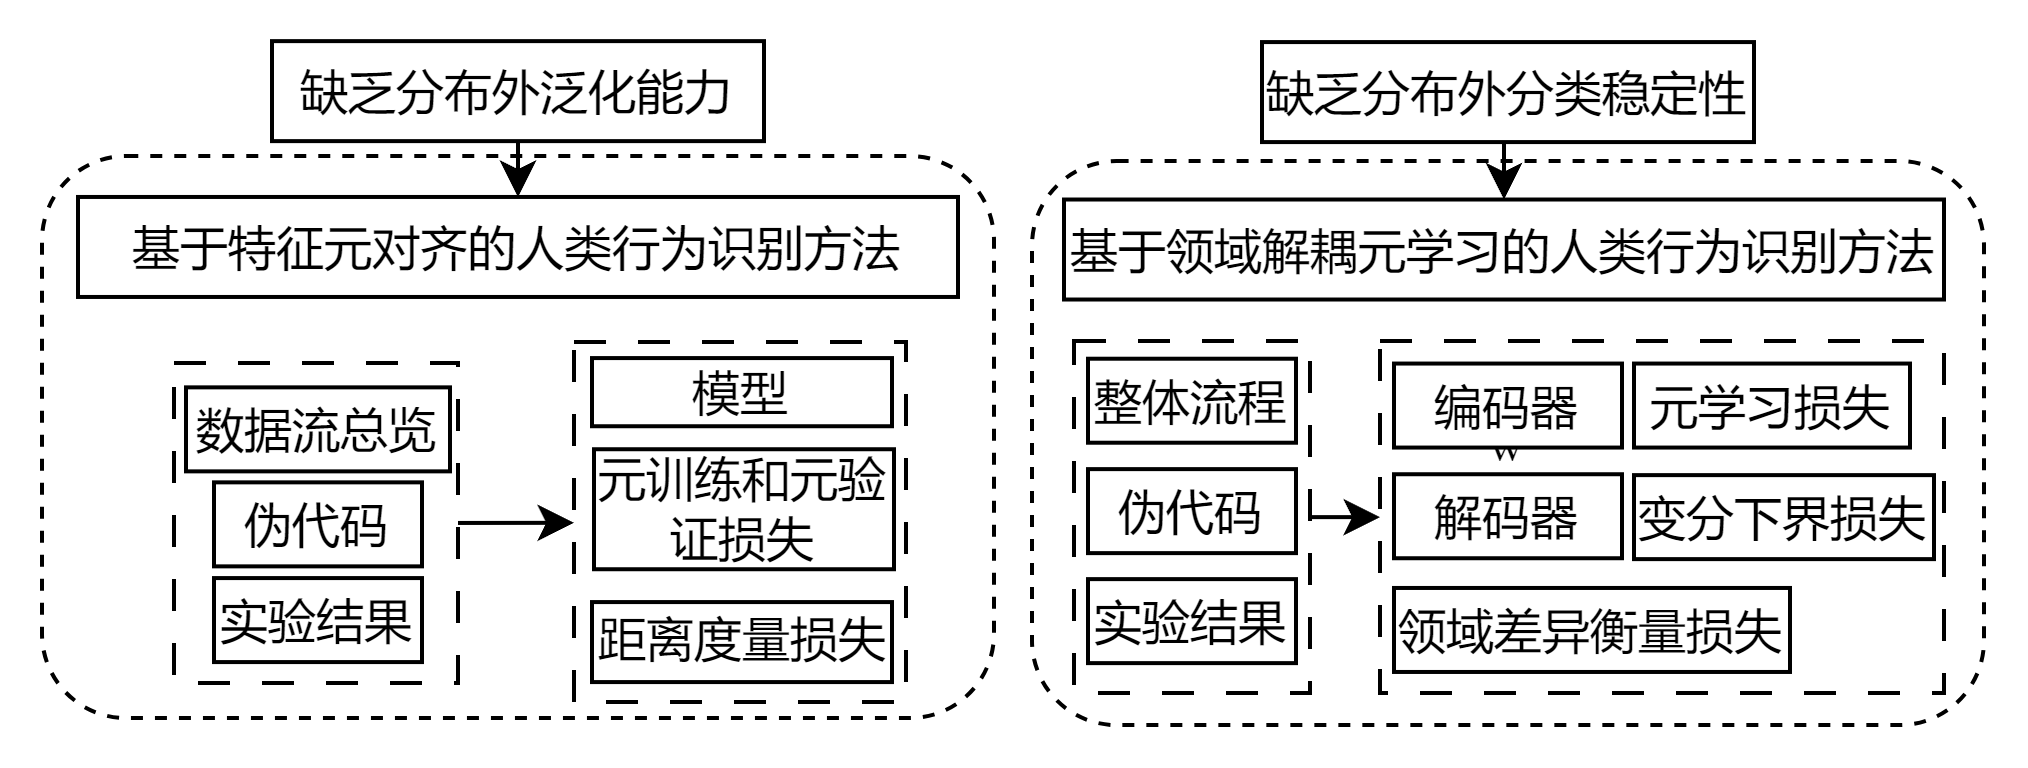 缺乏分布外泛化能力
基于特征元对齐的人类行为识别方法
数据流总览
伪代码
实验结果
模型
元训练和元验
证损失
距离度量损失
缺乏分布外分类稳定性
基于领域解耦元学习的人类行为识别方法
整体流程
伪代码
实验结果
编码器
元学习损失
w
解码器
变分下界损失
领域差异衡量损失